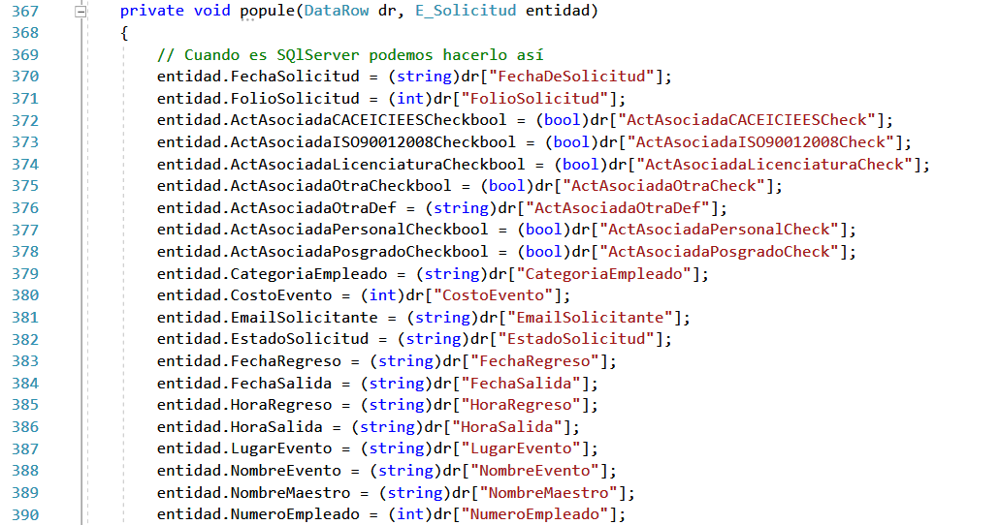 367 private void popule(DataRow dr, E_Solicitud entidad)
368 {
369 // Cuando es SQlServer podemos hacerlo así
370 entidad.FechaSolicitud = (string)dr["FechaDeSolicitud"];
371 entidad.FolioSolicitud = (int)dr["FolioSolicitud"];
372 entidad.ActAsociadaCACEICIEESCheckbool = (bool)dr["ActAsociadaCACEICIEESCheck"];
373 entidad.ActAsociadaISO90012008Checkbool = (bool)dr["ActAsociadaISO90012008Check"];
374 entidad.ActAsociadaLicenciaturaCheckbool = (bool)dr["ActAsociadaLicenciaturaCheck"];
375 entidad.ActAsociadaOtraCheckbool = (bool)dr["ActAsociadaOtraCheck"];
376 entidad.ActAsociadaOtraDef = (string)dr["ActAsociadaOtraDef"];
377 entidad.ActAsociadaPersonalCheckbool = (bool)dr["ActAsociadaPersonalCheck"];
378 entidad.ActAsociadaPosgradoCheckbool = (bool)dr["ActAsociadaPosgradoCheck"];
379 entidad.CategoriaEmpleado = (string)dr["CategoriaEmpleado"];
380 entidad.CostoEvento = (int)dr["CostoEvento"];
381 entidad.EmailSolicitante = (string)dr["EmailSolicitante"];
382 entidad.EstadoSolicitud = (string)dr["EstadoSolicitud"];
383 entidad.FechaRegreso = (string)dr["FechaRegreso"];
384 entidad.FechaSalida = (string)dr["FechaSalida"];
385 entidad.HoraRegreso = (string)dr["HoraRegreso"];
386 entidad.HoraSalida = (string)dr["HoraSalida"];
387 entidad.LugarEvento = (string)dr["LugarEvento"];
388 entidad.NombreEvento = (string)dr["NombreEvento"];
389 entidad.NombreMaestro = (string)dr["NombreMaestro"];
390 entidad.NumeroEmpleado = (int)dr["NumeroEmpleado"];